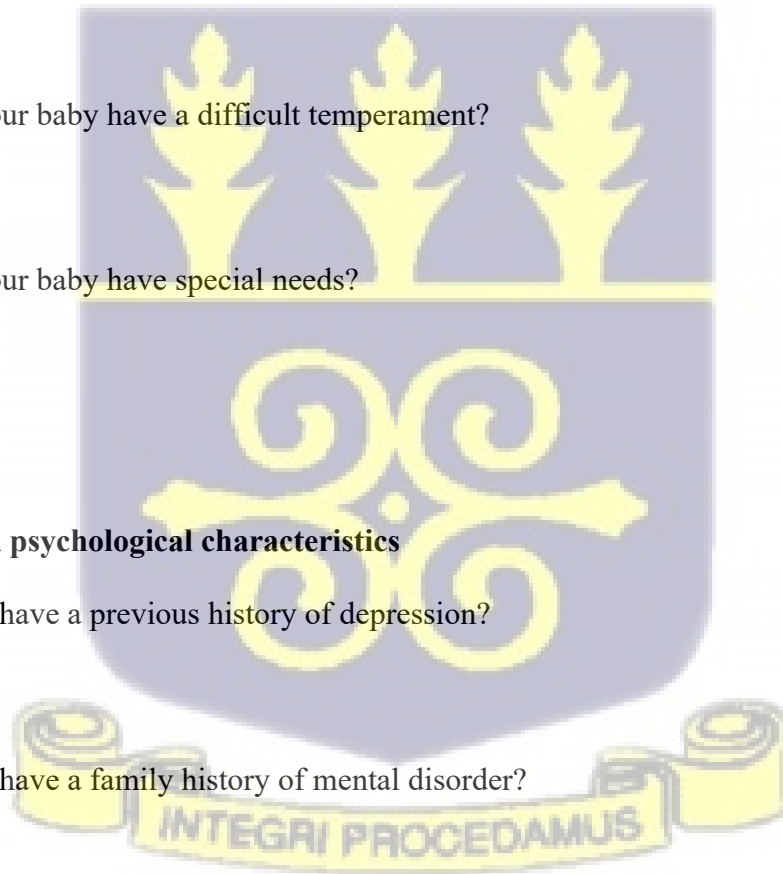 ur baby have a difficult temperament?
ur baby have special needs?
psychological characteristics
have a previous history of depression?
have a family history of mental disorder?
INTEGRI PROCEDAMUS